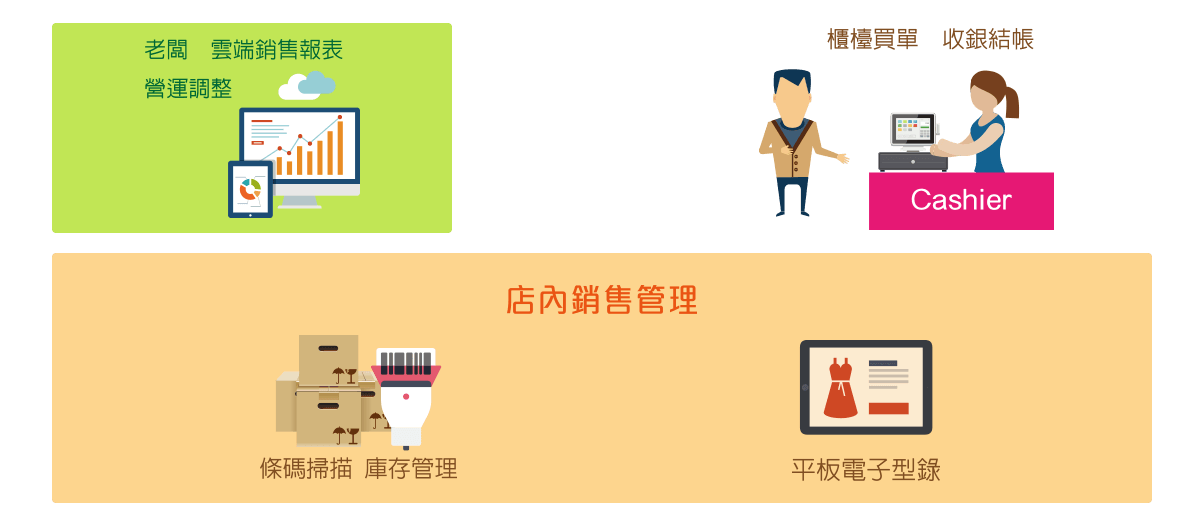 老闆 雲端銷售報表
營運調整
櫃檯買單 收銀結帳
Cashier
店內銷售管理
條碼掃描 庫存管理
平板電子型錄